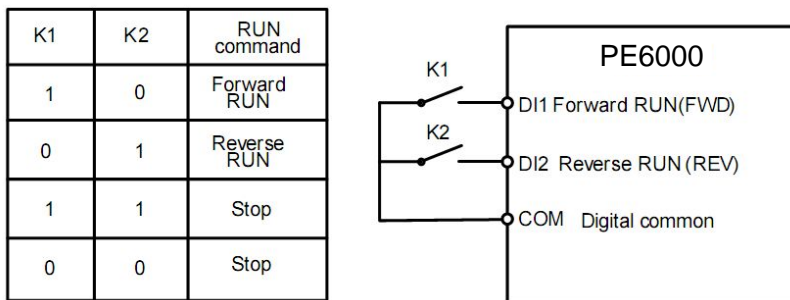 K1 K2 RUN
command
1 0 Forward
RUN
0 1 Reverse
RUN
1 1 Stop
0 0 Stop
PE6000
K1
DI1 Forward RUN(FWD)
K2
DI2 Reverse RUN (REV)
COM Digital common